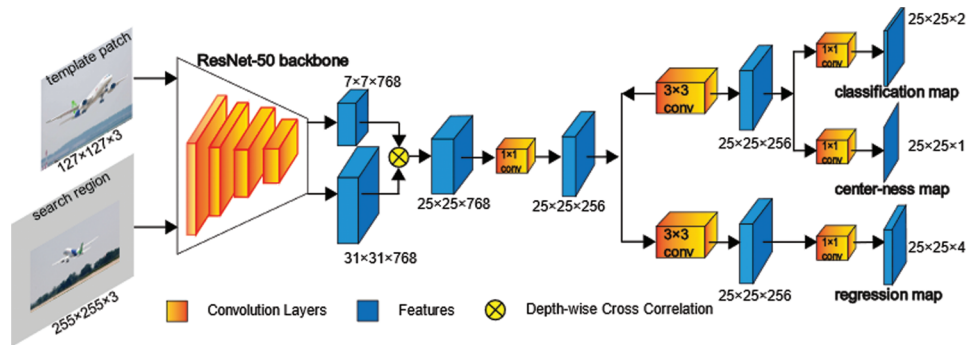 template patch
127×127×3
search region
255×255×3
ResNet-50 backbone
7×7×768
31×31×768
25×25×768
1×1
conv
25×25×256
3×3
conv
25×25×256
1×1
conv
25×25×2
classification map
1×1
conv
25×25×1
center-ness map
3×3
conv
25×25×256
1×1
conv
25×25×4
regression map
Convolution Layers
Features
Depth-wise Cross Correlation